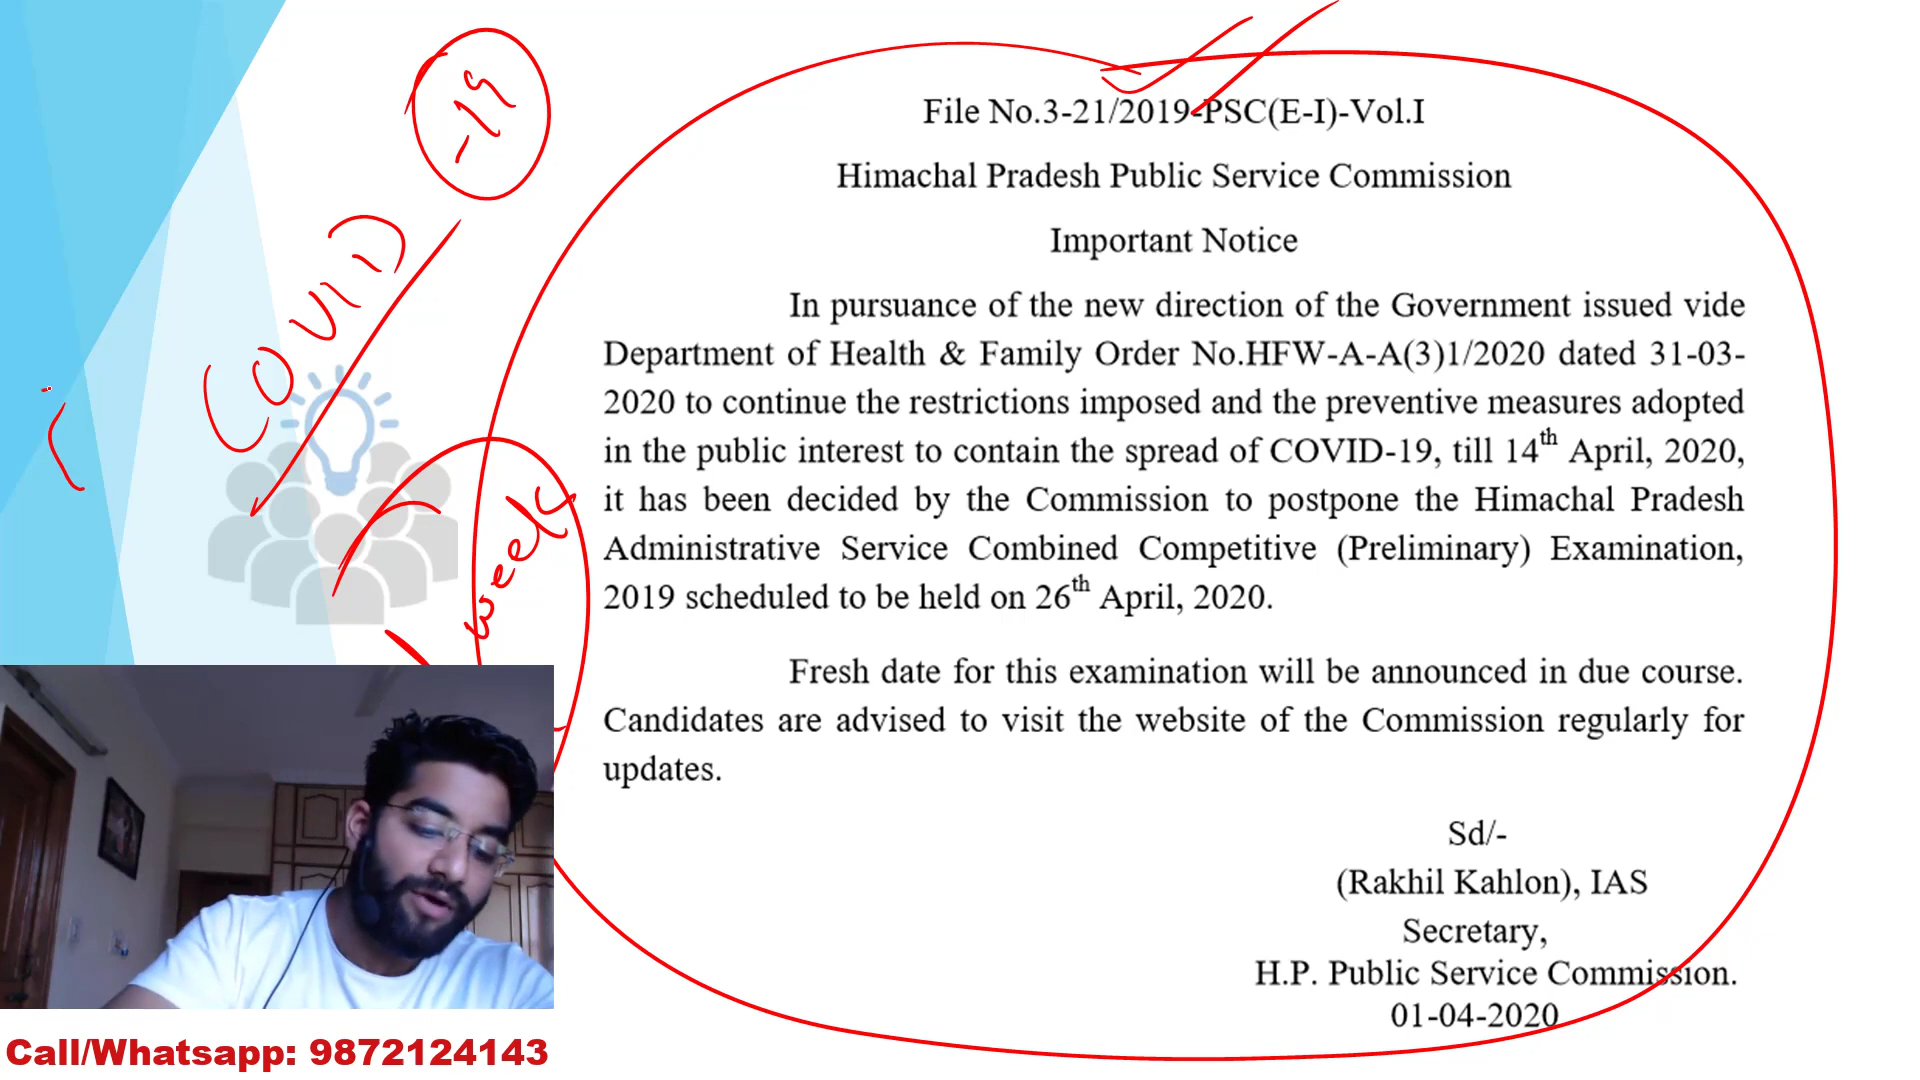 -19
COVID
week
File No.3-21/2019-PSC(E-I)-Vol.I
Himachal Pradesh Public Service Commission
Important Notice
In pursuance of the new direction of the Government issued vide
Department of Health & Family Order No.HFW-A-A(3)1/2020 dated 31-03-
2020 to continue the restrictions imposed and the preventive measures adopted
in the public interest to contain the spread of COVID-19, till 14th April, 2020,
it has been decided by the Commission to postpone the Himachal Pradesh
Administrative Service Combined Competitive (Preliminary) Examination,
2019 scheduled to be held on 26th April, 2020.
Fresh date for this examination will be announced in due course.
Candidates are advised to visit the website of the Commission regularly for
updates.
Sd/-
(Rakhil Kahlon), IAS
Secretary,
H.P. Public Service Commission.
01-04-2020
Call/Whatsapp: 9872124143